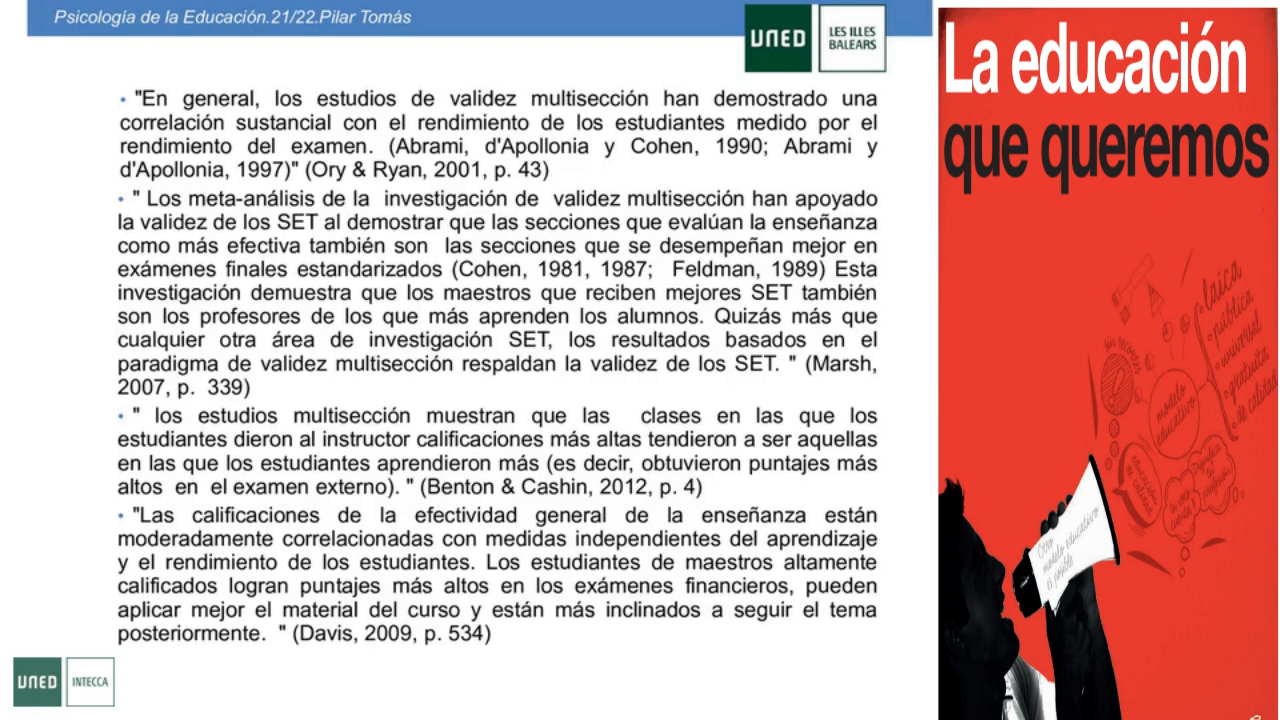 Psicología de la Educación.21/22.Pilar Tomás
UNED
LES ILLES
BALEARS
• "En general, los estudios de validez multisección han demostrado una
correlación sustancial con el rendimiento de los estudiantes medido por el
rendimiento del examen. (Abrami, d'Apollonia y Cohen, 1990; Abrami y
d'Apollonia, 1997)" (Ory & Ryan, 2001, p. 43)
• " Los meta-análisis de la investigación de validez multisección han apoyado
la validez de los SET al demostrar que las secciones que evalúan la enseñanza
como más efectiva también son las secciones que se desempeñan mejor en
exámenes finales estandarizados (Cohen, 1981, 1987; Feldman, 1989) Esta
investigación demuestra que los maestros que reciben mejores SET también
son los profesores de los que más aprenden los alumnos. Quizás más que
cualquier otra área de investigación SET, los resultados basados en el
paradigma de validez multisección respaldan la validez de los SET. " (Marsh,
2007, p. 339)
• " los estudios multisección muestran que las clases en las que los
estudiantes dieron al instructor calificaciones más altas tendieron a ser aquellas
en las que los estudiantes aprendieron más (es decir, obtuvieron puntajes más
altos en el examen externo). " (Benton & Cashin, 2012, p. 4)
• "Las calificaciones de la efectividad general de la enseñanza están
moderadamente correlacionadas con medidas independientes del aprendizaje
y el rendimiento de los estudiantes. Los estudiantes de maestros altamente
calificados logran puntajes más altos en los exámenes financieros, pueden
aplicar mejor el material del curso y están más inclinados a seguir el tema
posteriormente. " (Davis, 2009, p. 534)
UNED
INTECCA
La educación
que queremos
laica
pública
universal
gratuita
de calidad
sin recortes
modelo
educativo
Otro
modelo educativo
es posible